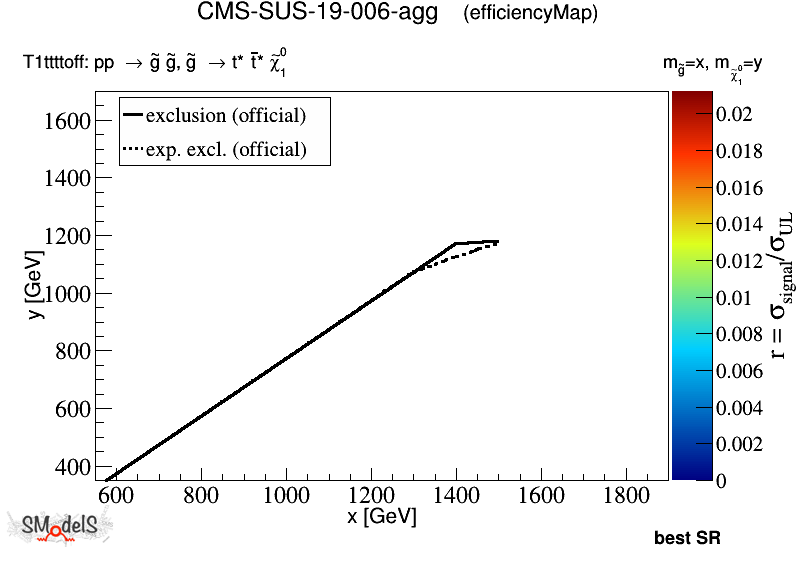 CMS-SUS-19-006-agg (efficiencyMap)
T1ttttoff: pp → g̃ g̃, g̃ → t* t̄* χ̃⁰₁
m_g̃=x, m_χ̃⁰₁=y
exclusion (official)
exp. excl. (official)
1600
1400
1200
1000
800
600
400
y [GeV]
600 800 1000 1200 1400 1600 1800
x [GeV]
0.02
0.018
0.016
0.014
0.012
0.01
0.008
0.006
0.004
0.002
0
r = σ_signal/σ_UL
SModelS
best SR